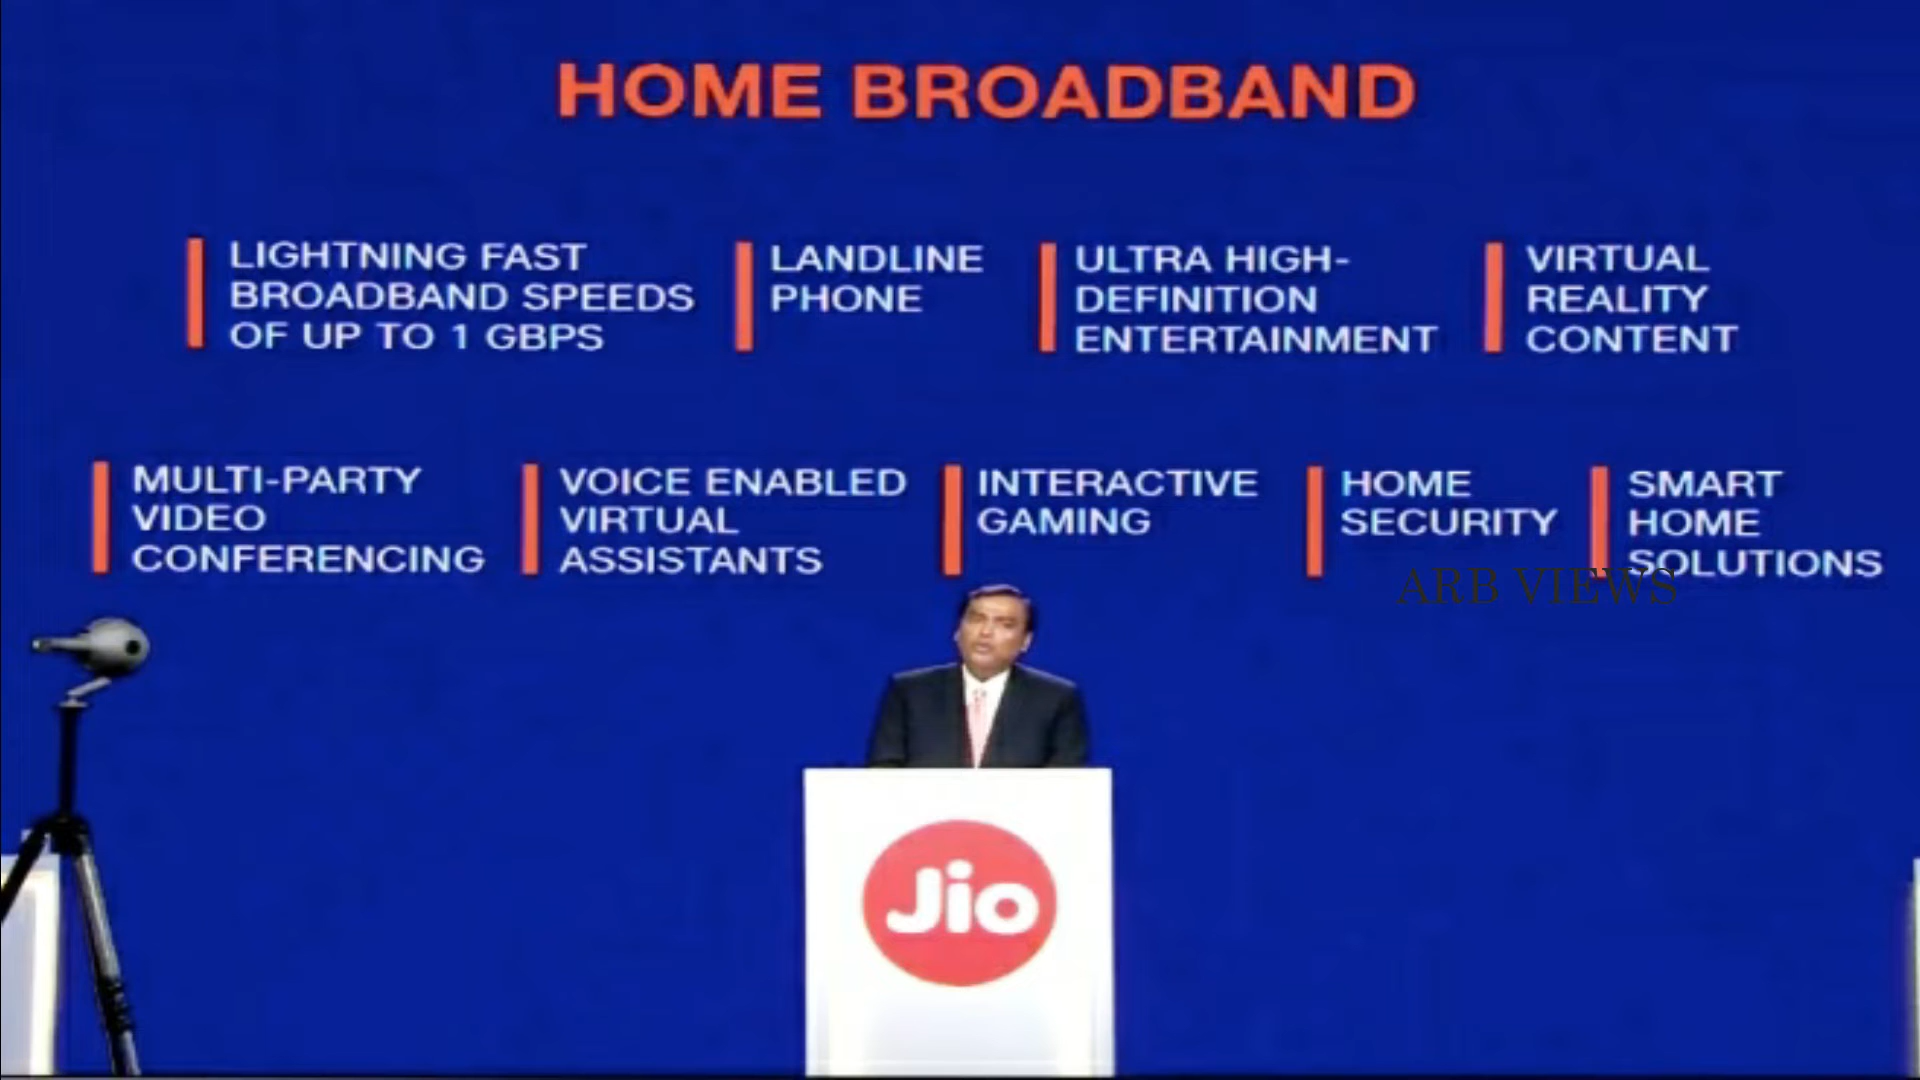 HOME BROADBAND
LIGHTNING FAST
BROADBAND SPEEDS
OF UP TO 1 GBPS
LANDLINE
PHONE
ULTRA HIGH-
DEFINITION
ENTERTAINMENT
VIRTUAL
REALITY
CONTENT
MULTI-PARTY
VIDEO
CONFERENCING
VOICE ENABLED
VIRTUAL
ASSISTANTS
INTERACTIVE
GAMING
HOME
SECURITY
SMART
HOME
SOLUTIONS
ARB VIEWS
Jio